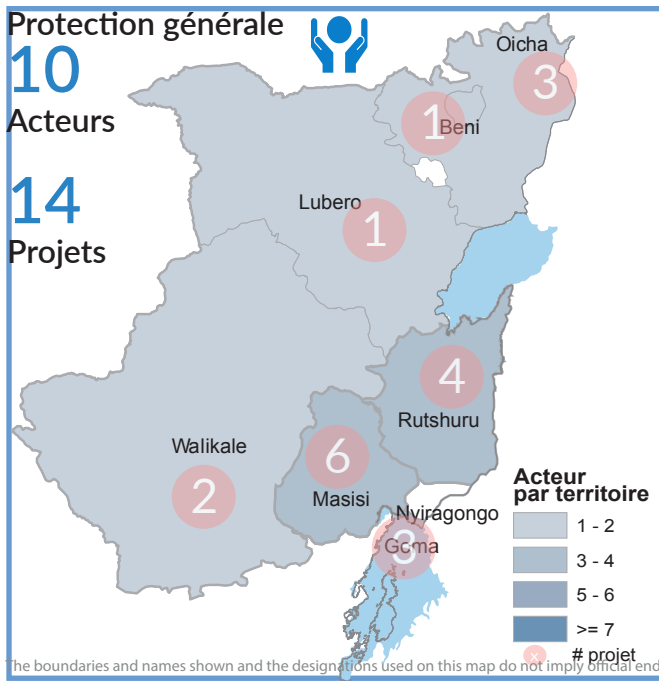 Protection générale
10
Acteurs
14
Projets
Oicha
3
1
Beni
Lubero
1
4
Rutshuru
Walikale
2
6
Masisi
Nyiragongo
Goma
3
Acteur
par territoire
1 - 2
3 - 4
5 - 6
>= 7
x # projet
The boundaries and names shown and the designations used on this map do not imply official end